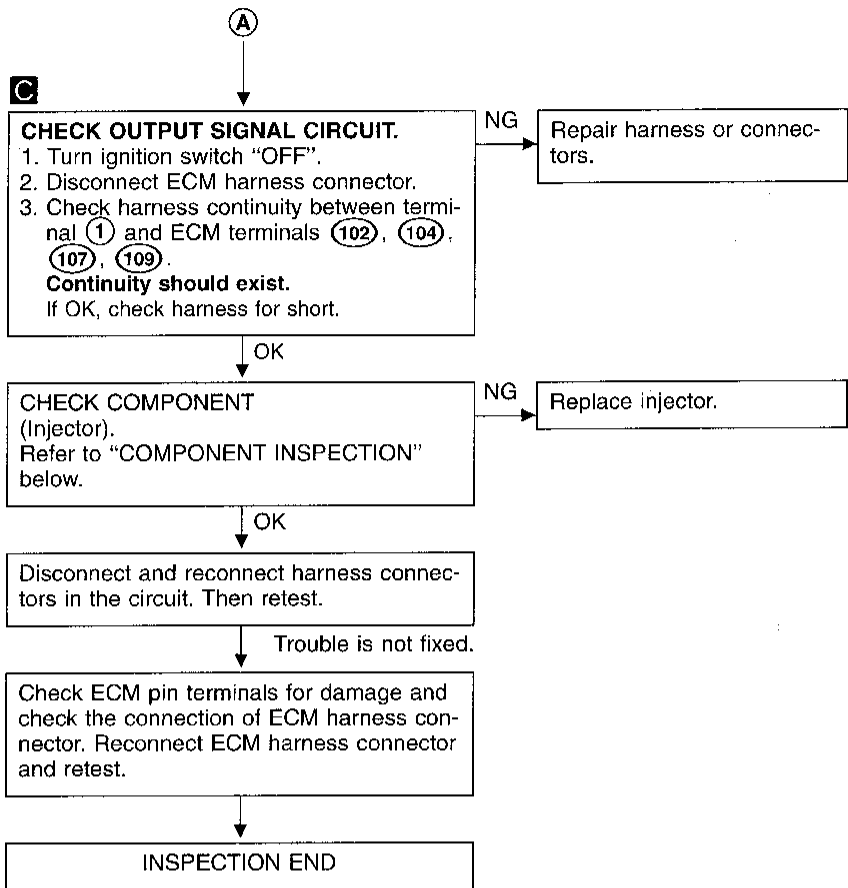 A
C
CHECK OUTPUT SIGNAL CIRCUIT.
1. Turn ignition switch “OFF”.
2. Disconnect ECM harness connector.
3. Check harness continuity between termi-
nal 1 and ECM terminals 102, 104,
107, 109.
Continuity should exist.
If OK, check harness for short.
NG
Repair harness or connec-
tors.
OK
CHECK COMPONENT
(Injector).
Refer to “COMPONENT INSPECTION”
below.
NG
Replace injector.
OK
Disconnect and reconnect harness connec-
tors in the circuit. Then retest.
Trouble is not fixed.
Check ECM pin terminals for damage and
check the connection of ECM harness con-
nector. Reconnect ECM harness connector
and retest.
INSPECTION END